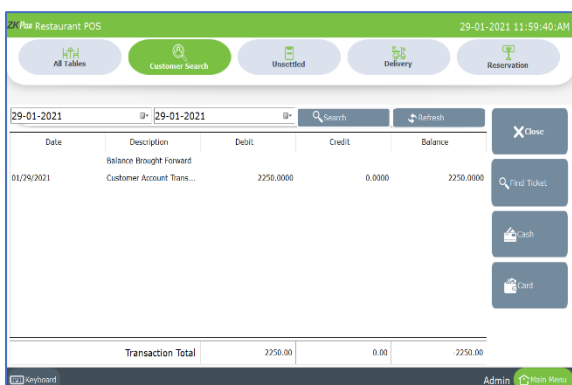 ZKPos Restaurant POS 29-01-2021 11:59:40:AM
All Tables Customer Search Unsettled Delivery Reservation
29-01-2021 29-01-2021 Search Refresh
Close
Date Description Debit Credit Balance
Balance Brought Forward
01/29/2021 Customer Account Trans... 2250.0000 0.0000 2250.0000
Find Ticket
Cash
Card
Transaction Total 2250.00 0.00 -2250.00
Keyboard Admin Main Menu